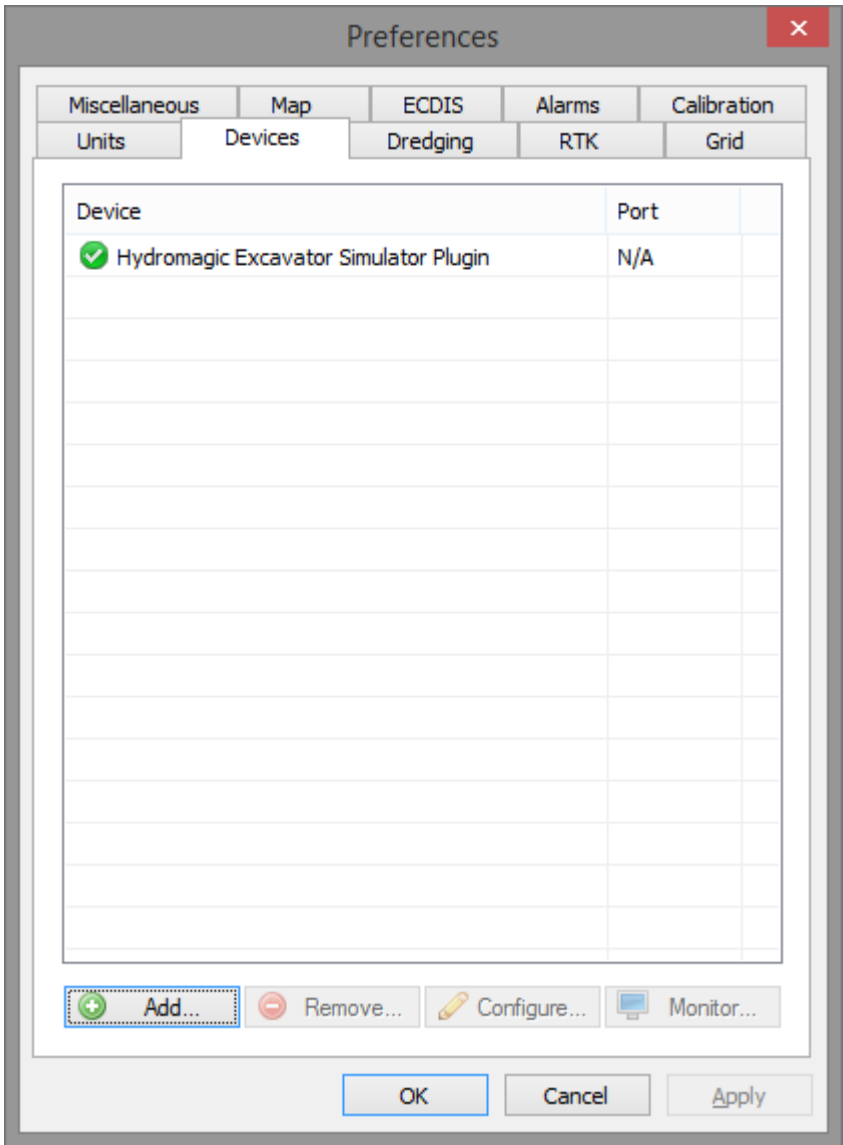 Preferences
Miscellaneous Map ECDIS Alarms Calibration
Units Devices Dredging RTK Grid
Device Port
Hydromagic Excavator Simulator Plugin N/A
Add... Remove... Configure... Monitor...
OK Cancel Apply